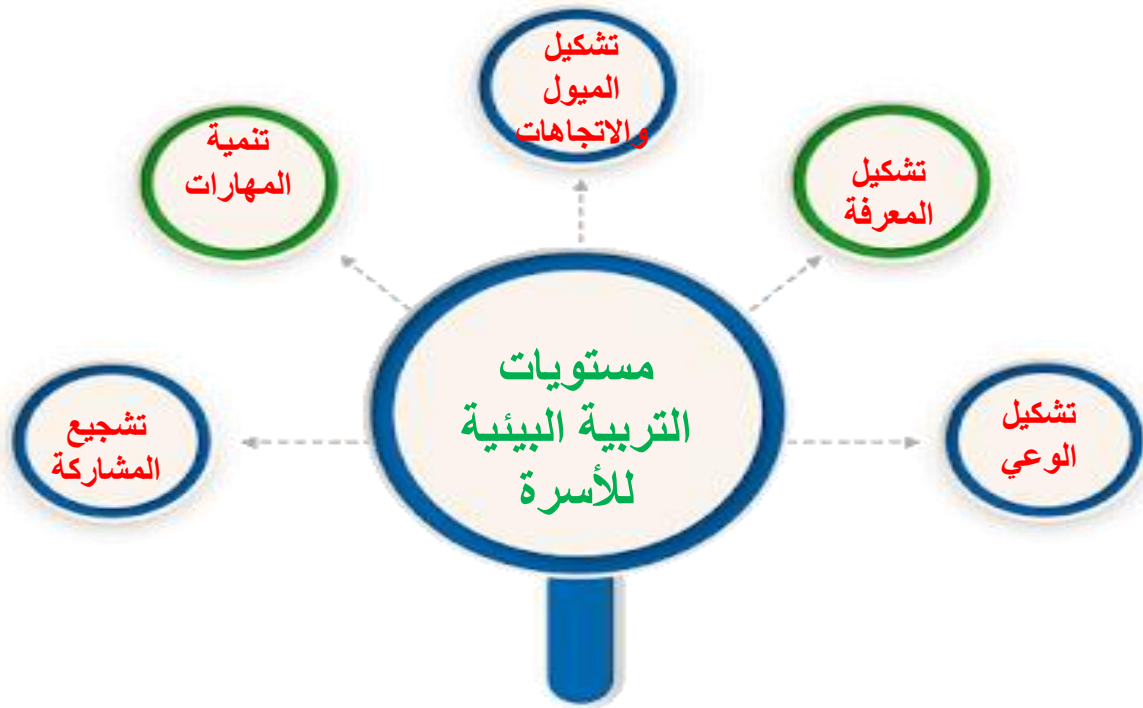 مستويات
التربية البيئية
للأسرة
تشكيل
الوعي
تشكيل
المعرفة
تشكيل
الميول
والاتجاهات
تنمية
المهارات
تشجيع
المشاركة